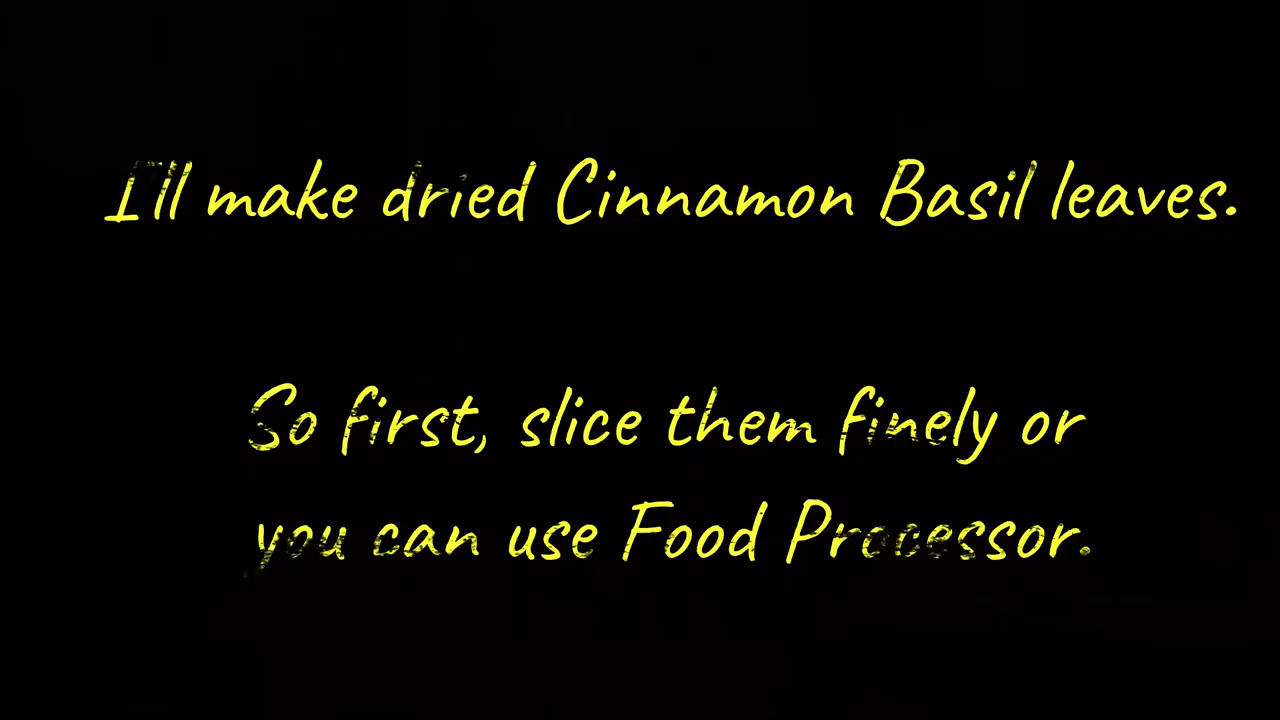 I'll make dried Cinnamon Basil leaves.
So first, slice them finely or
you can use Food Processor.